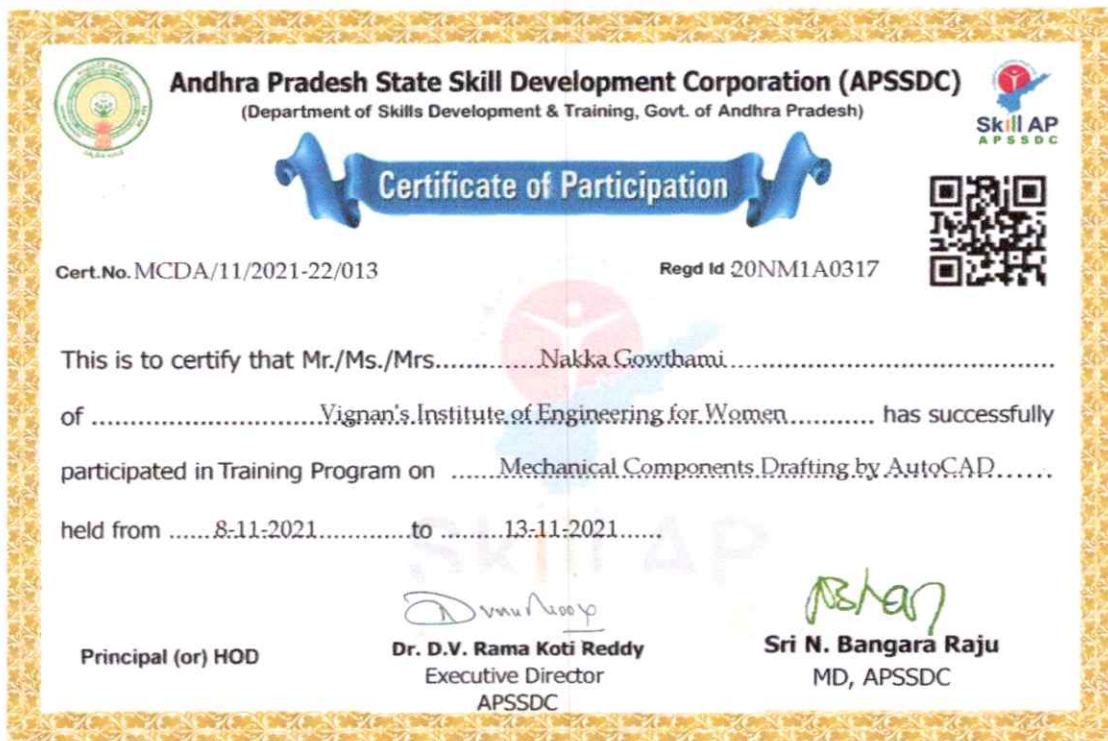 Andhra Pradesh State Skill Development Corporation (APSSDC)
(Department of Skills Development & Training, Govt. of Andhra Pradesh)
Skill AP
APSSDC
Certificate of Participation
Cert.No. MCDA/11/2021-22/013
Regd Id 20NM1A0317
This is to certify that Mr./Ms./Mrs............Nakka Gowthami......................................................
of ....................................Vignan's Institute of Engineering for Women.............. has successfully
participated in Training Program on ........Mechanical Components Drafting by AutoCAD......
held from ......8-11-2021.............to .........13-11-2021......
Skill AP
Principal (or) HOD
Dr. D.V. Rama Koti Reddy
Executive Director
APSSDC
Sri N. Bangara Raju
MD, APSSDC